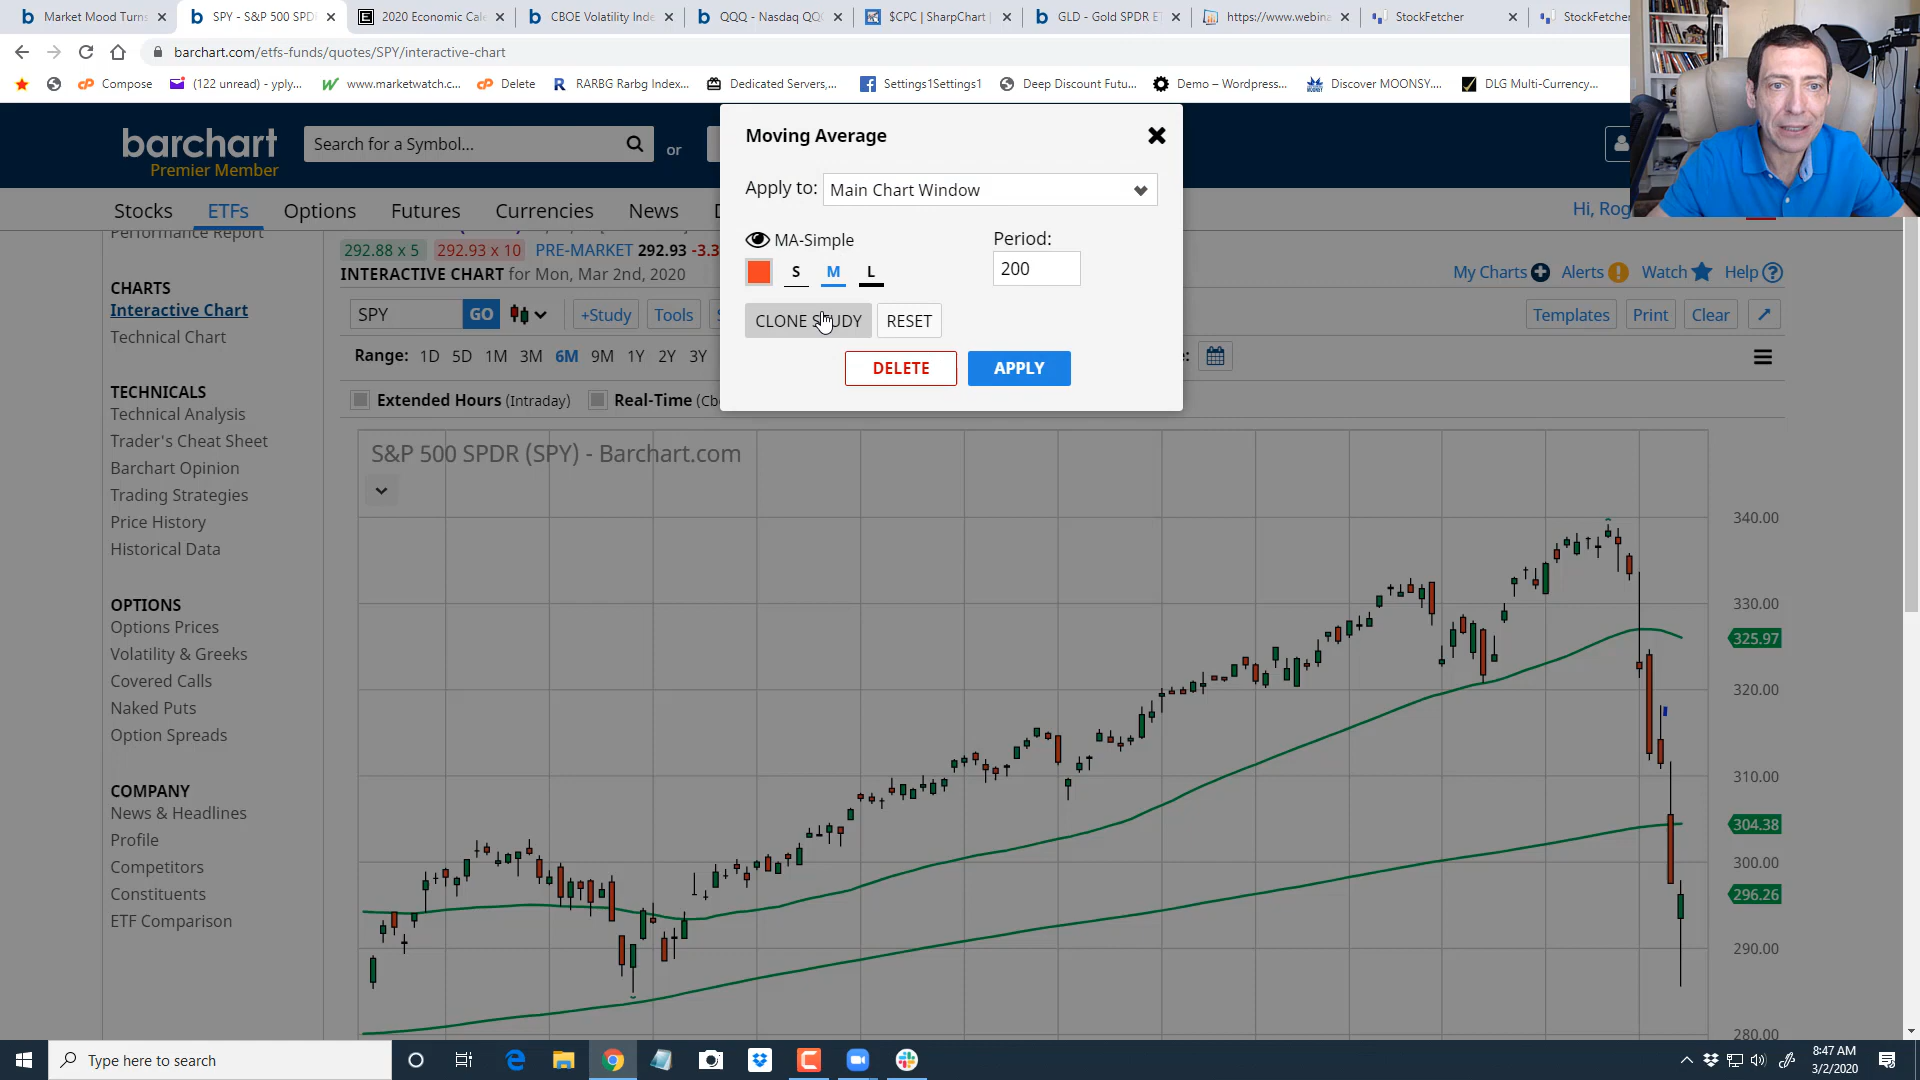 Market Mood Turns
SPY - S&P 500 SPDI
2020 Economic Cale
CBOE Volatility Inde
QQQ - Nasdaq QQC
$CPC | SharpChart |
GLD - Gold SPDR ET
https://www.webina
StockFetcher
StockFetcher
barchart.com/etfs-funds/quotes/SPY/interactive-chart
Compose
(122 unread) - yply...
www.marketwatch.c...
Delete
RARBG Rarbg Index...
Dedicated Servers,...
Settings1Settings1
Deep Discount Futu...
Demo – Wordpress...
Discover MOONSY....
DLG Multi-Currency...
barchart
Premier Member
Search for a Symbol...
or
Stocks
ETFs
Options
Futures
Currencies
News
Hi, Rog
Moving Average
Apply to:
Main Chart Window
MA-Simple
Period:
S
M
L
200
CLONE STUDY
RESET
DELETE
APPLY
Performance Report
CHARTS
Interactive Chart
Technical Chart
TECHNICALS
Technical Analysis
Trader's Cheat Sheet
Barchart Opinion
Trading Strategies
Price History
Historical Data
OPTIONS
Options Prices
Volatility & Greeks
Covered Calls
Naked Puts
Option Spreads
COMPANY
News & Headlines
Profile
Competitors
Constituents
ETF Comparison
292.88 x 5
292.93 x 10
PRE-MARKET 292.93 -3.3
INTERACTIVE CHART for Mon, Mar 2nd, 2020
My Charts
Alerts
Watch
Help
SPY
GO
+Study
Tools
Templates
Print
Clear
Range:
1D
5D
1M
3M
6M
9M
1Y
2Y
3Y
Extended Hours (Intraday)
Real-Time (Cb
S&P 500 SPDR (SPY) - Barchart.com
340.00
330.00
325.97
320.00
310.00
304.38
300.00
296.26
290.00
280.00
Type here to search
8:47 AM
3/2/2020